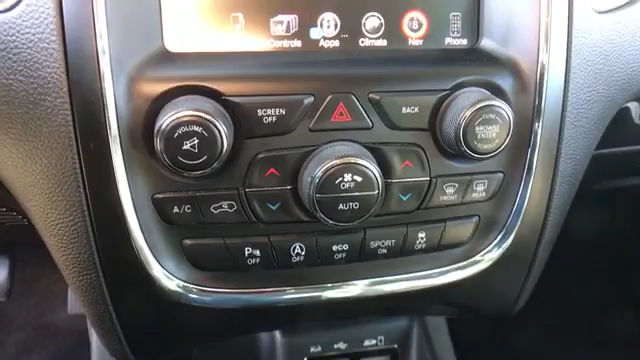 Controls Apps ... Climate Nav Phone
S
VOLUME
SCREEN OFF
BACK
TUNE
BROWSE ENTER
SCROLL
OFF
AUTO
A/C
FRONT
REAR
P OFF
A OFF
eco OFF
SPORT ON
OFF